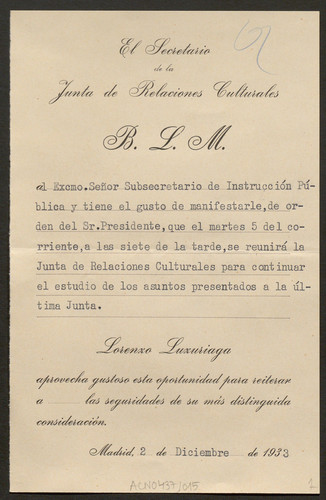 El Secretario
de la
Junta de Relaciones Culturales
B. L. M.
al Excmo.Señor Subsecretario de Instrucción Pú-
blica y tiene el gusto de manifestarle,de or-
den del Sr.Presidente,que el martes 5 del co-
rriente,a las siete de la tarde,se reunirá la
Junta de Relaciones Culturales para continuar
el estudio de los asuntos presentados a la úl-
tima Junta.
Lorenzo Luzuriaga
aprovecha gustoso esta oportunidad para reiterar
a las seguridades de su más distinguida
consideración.
Madrid, 2 de Diciembre de 1933
ACN0437/015